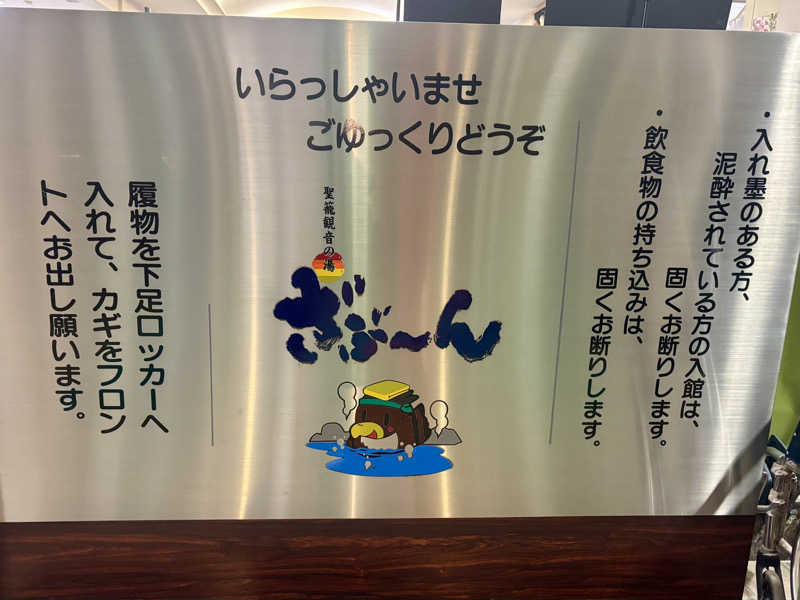 いらっしゃいませ
ごゆっくりどうぞ
・入れ墨のある方、
泥酔されている方の入館は、
固くお断りします。
・飲食物の持ち込みは、
固くお断りします。
聖籠観音の湯
ざぶ〜ん
履物を下足ロッカーへ
入れて、カギをフロン
トへお出し願います。